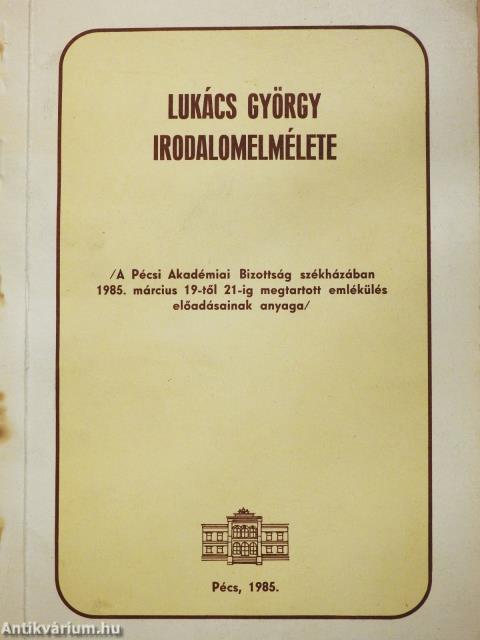 LUKÁCS GYÖRGY
IRODALOMELMÉLETE
/A Pécsi Akadémiai Bizottság székházában
1985. március 19-től 21-ig megtartott emlékülés
előadásainak anyaga/
Pécs, 1985.
Antikvárium.hu